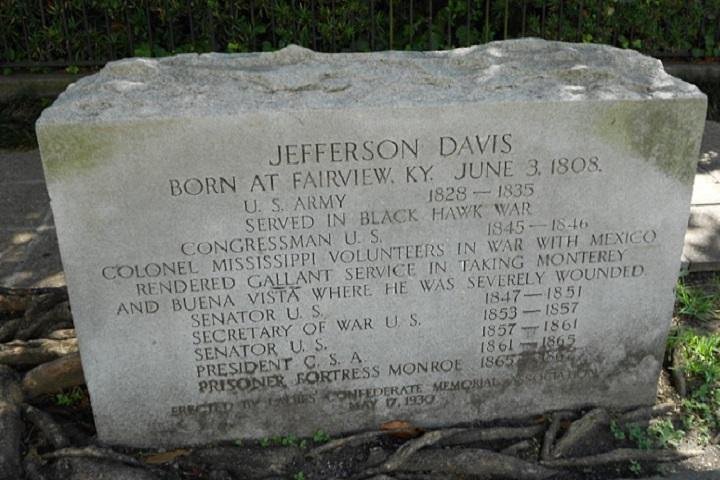 JEFFERSON DAVIS
BORN AT FAIRVIEW, KY. JUNE 3, 1808.
U. S. ARMY 1828 — 1835
SERVED IN BLACK HAWK WAR
CONGRESSMAN U. S. 1845 — 1846
COLONEL MISSISSIPPI VOLUNTEERS IN WAR WITH MEXICO
RENDERED GALLANT SERVICE IN TAKING MONTEREY
AND BUENA VISTA WHERE HE WAS SEVERELY WOUNDED.
SENATOR U. S. 1847 — 1851
SECRETARY OF WAR U. S. 1853 — 1857
SENATOR U. S. 1857 — 1861
PRESIDENT C. S. A. 1861 — 1865
PRISONER FORTRESS MONROE 1865 —
ERECTED BY LADIES' CONFEDERATE MEMORIAL ASSOCIATION
MAY 17, 1930